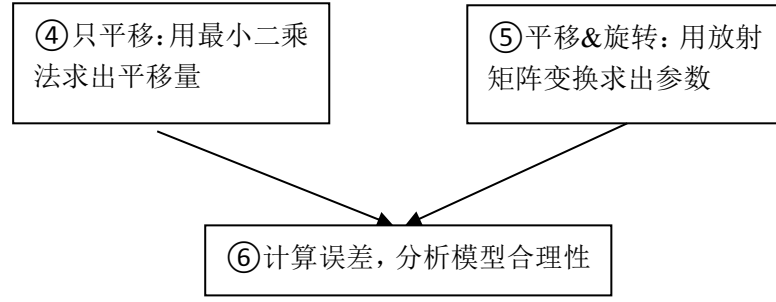 ④只平移:用最小二乘
法求出平移量
⑤平移&旋转:用放射
矩阵变换求出参数
⑥计算误差,分析模型合理性